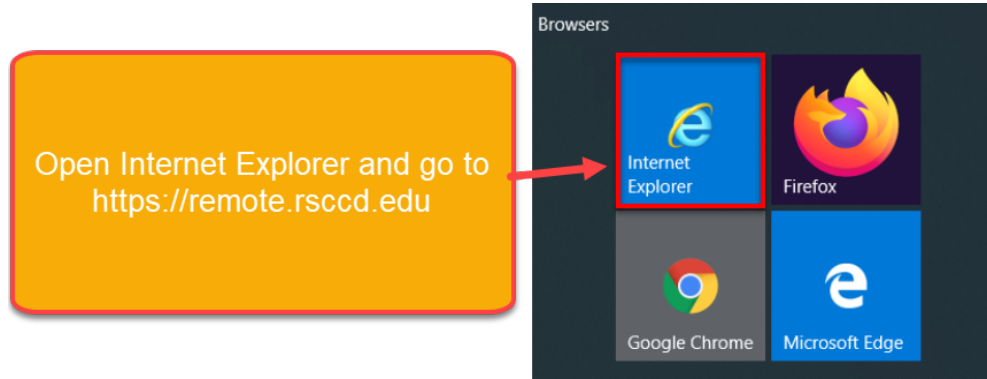 Open Internet Explorer and go to
https://remote.rsccd.edu
Browsers
Internet
Explorer
Firefox
Google Chrome
Microsoft Edge